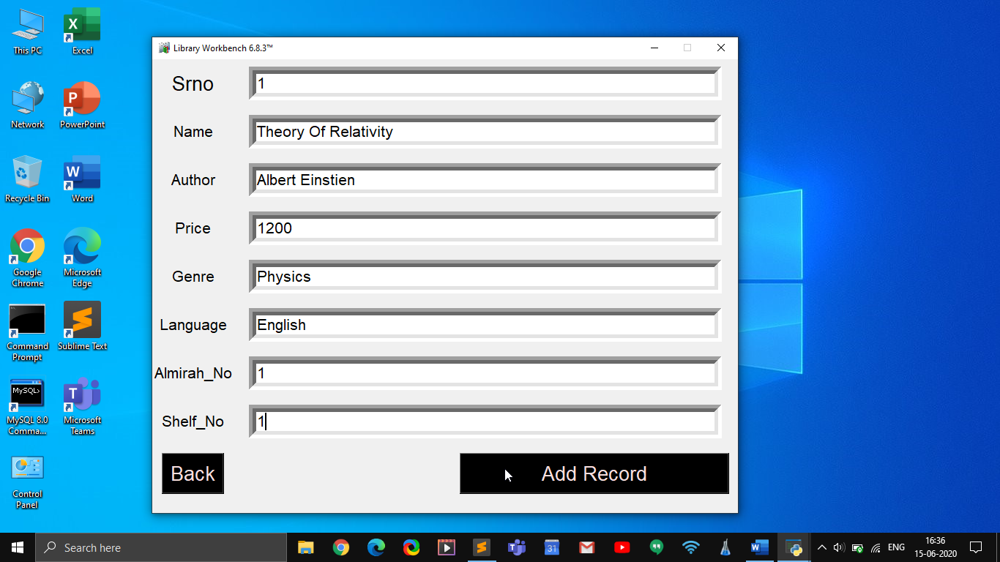 This PC
Excel
Network
PowerPoint
Recycle Bin
Word
Google
Chrome
Microsoft
Edge
Command
Prompt
Sublime Text
MySQL>
MySQL 8.0
Comma...
Microsoft
Teams
Control
Panel
Library Workbench 6.8.3™
Srno
1
Name
Theory Of Relativity
Author
Albert Einstien
Price
1200
Genre
Physics
Language
English
Almirah_No
1
Shelf_No
1
Back
Add Record
Search here
31
ENG
16:36
15-06-2020